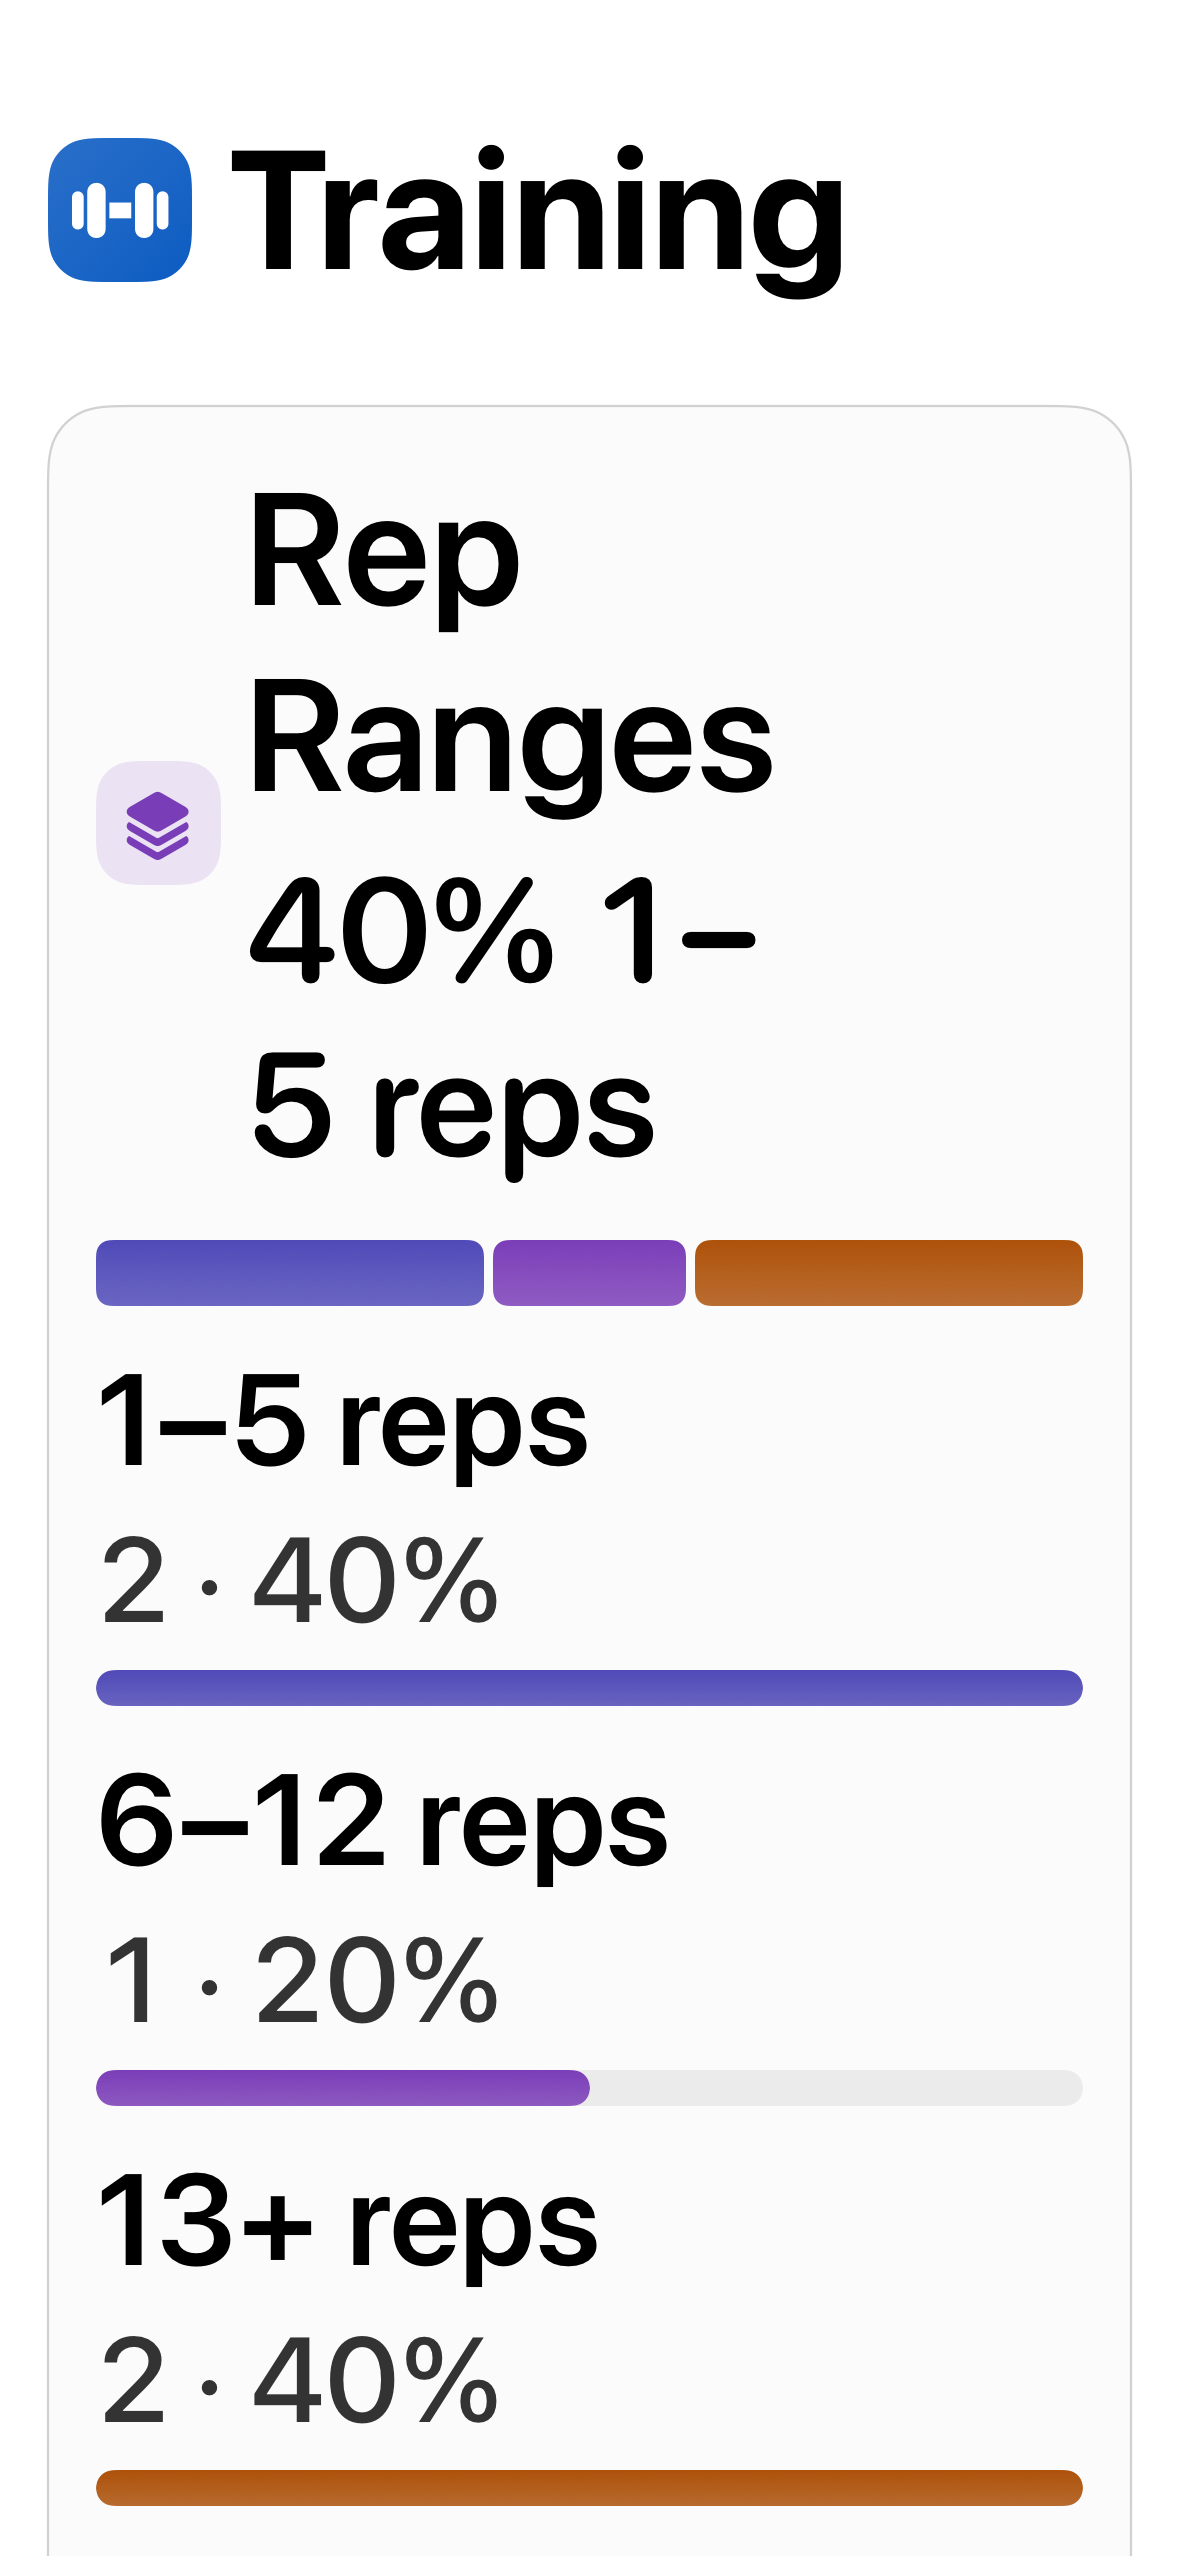 Training
Rep
Ranges
40% 1–
5 reps
1–5 reps
2 · 40%
6–12 reps
1 · 20%
13+ reps
2 · 40%